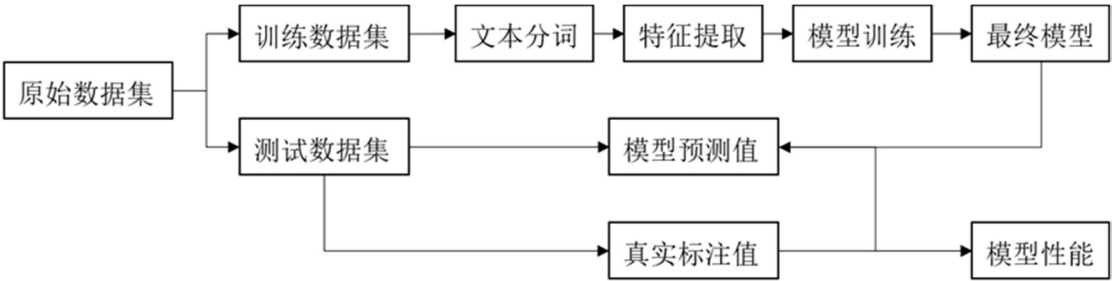 训练数据集
文本分词
特征提取
模型训练
最终模型
原始数据集
测试数据集
模型预测值
真实标注值
模型性能